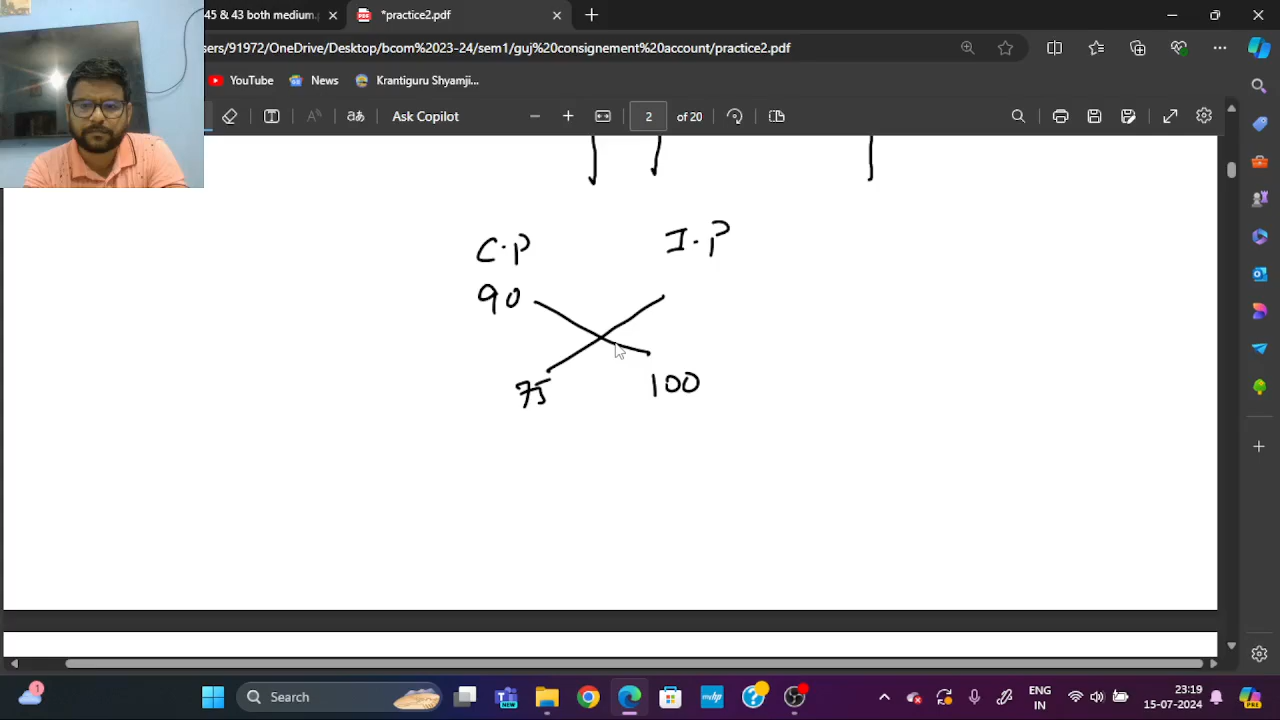 45 & 43 both medium.
*practice2.pdf
sers/91972/OneDrive/Desktop/bcom%2023-24/sem1/guj%20consignement%20account/practice2.pdf
YouTube News Krantiguru Shyamji...
Ask Copilot 2 of 20
C.P I.P
90
75 100
Search
ENG
IN
23:19
15-07-2024